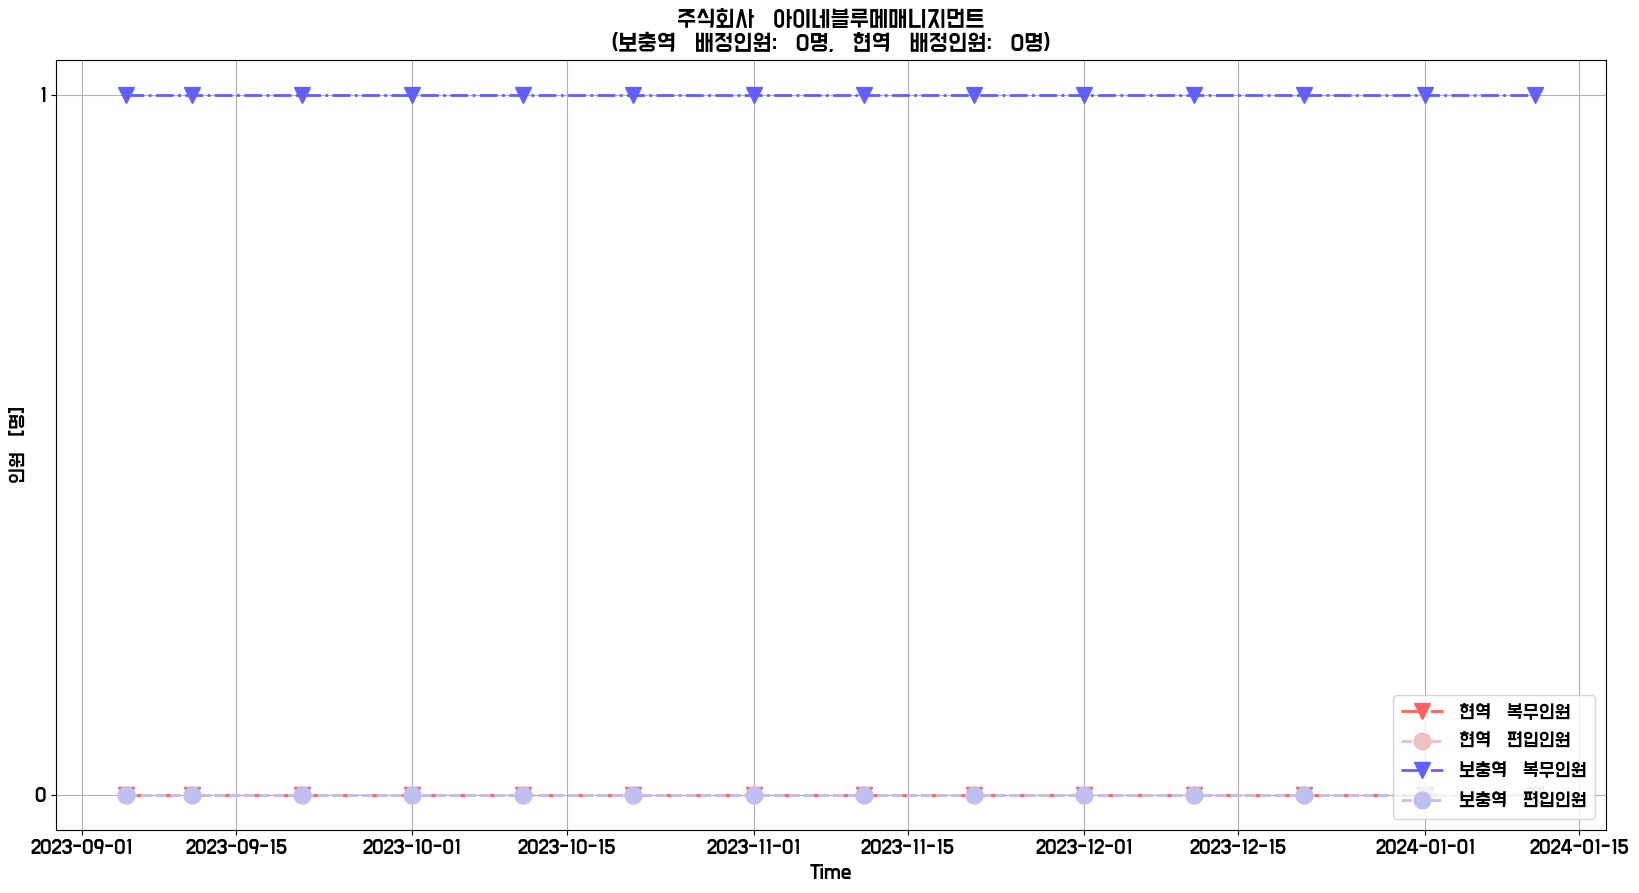 주식회사 아이네블루메매니지먼트
(보충역 배정인원: 0명, 현역 배정인원: 0명)
1
인원 [명]
0
현역 복무인원
현역 편입인원
보충역 복무인원
보충역 편입인원
2023-09-01 2023-09-15 2023-10-01 2023-10-15 2023-11-01 2023-11-15 2023-12-01 2023-12-15 2024-01-01 2024-01-15
Time